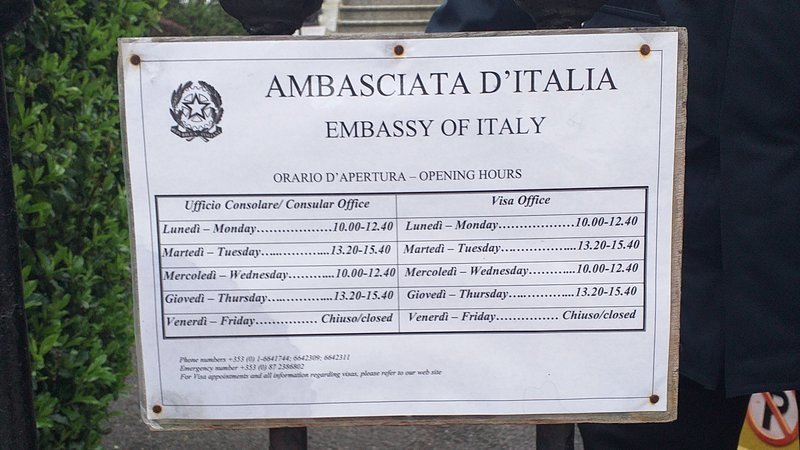 AMBASCIATA D'ITALIA
EMBASSY OF ITALY
ORARIO D'APERTURA – OPENING HOURS
Ufficio Consolare/ Consular Office
Lunedì – Monday..................10.00-12.40
Martedì – Tuesday..................13.20-15.40
Mercoledì – Wednesday............10.00-12.40
Giovedì – Thursday..................13.20-15.40
Venerdì – Friday............... Chiuso/closed
Visa Office
Lunedì – Monday..................10.00-12.40
Martedì – Tuesday..................13.20-15.40
Mercoledì – Wednesday............10.00-12.40
Giovedì – Thursday..................13.20-15.40
Venerdì – Friday............... Chiuso/closed
Phone numbers +353 (0) 1-6641744; 6642309; 6642311
Emergency number +353 (0) 87 2386802
For Visa appointments and all information regarding visas, please refer to our web site
P